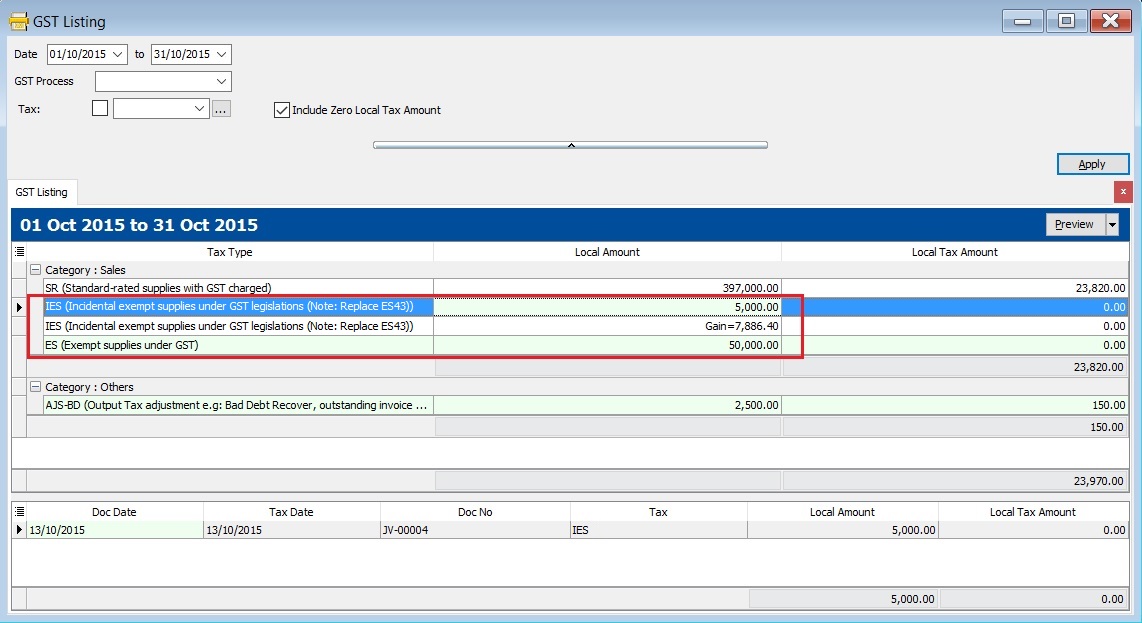 GST Listing
Date 01/10/2015 to 31/10/2015
GST Process
Tax: ... Include Zero Local Tax Amount
Apply
GST Listing x
01 Oct 2015 to 31 Oct 2015 Preview
Tax Type Local Amount Local Tax Amount
Category : Sales
SR (Standard-rated supplies with GST charged) 397,000.00 23,820.00
IES (Incidental exempt supplies under GST legislations (Note: Replace ES43)) 5,000.00 0.00
IES (Incidental exempt supplies under GST legislations (Note: Replace ES43)) Gain=7,886.40 0.00
ES (Exempt supplies under GST) 50,000.00 0.00
23,820.00
Category : Others
AJS-BD (Output Tax adjustment e.g: Bad Debt Recover, outstanding invoice ... 2,500.00 150.00
150.00
23,970.00
Doc Date Tax Date Doc No Tax Local Amount Local Tax Amount
13/10/2015 13/10/2015 JV-00004 IES 5,000.00 0.00
5,000.00 0.00